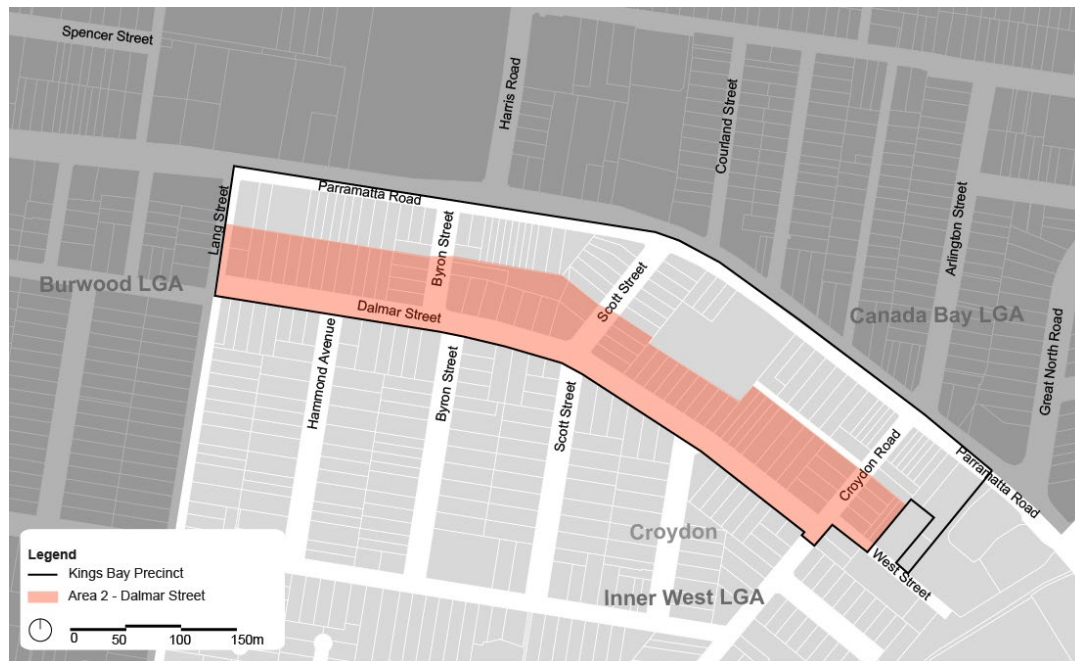 Spencer Street
Harris Road
Courland Street
Parramatta Road
Lang Street
Byron Street
Arlington Street
Scott Street
Burwood LGA
Dalmar Street
Canada Bay LGA
Great North Road
Hammond Avenue
Byron Street
Scott Street
Croydon Road
Parramatta Road
Croydon
West Street
Inner West LGA
Legend
Kings Bay Precinct
Area 2 - Dalmar Street
0 50 100 150m